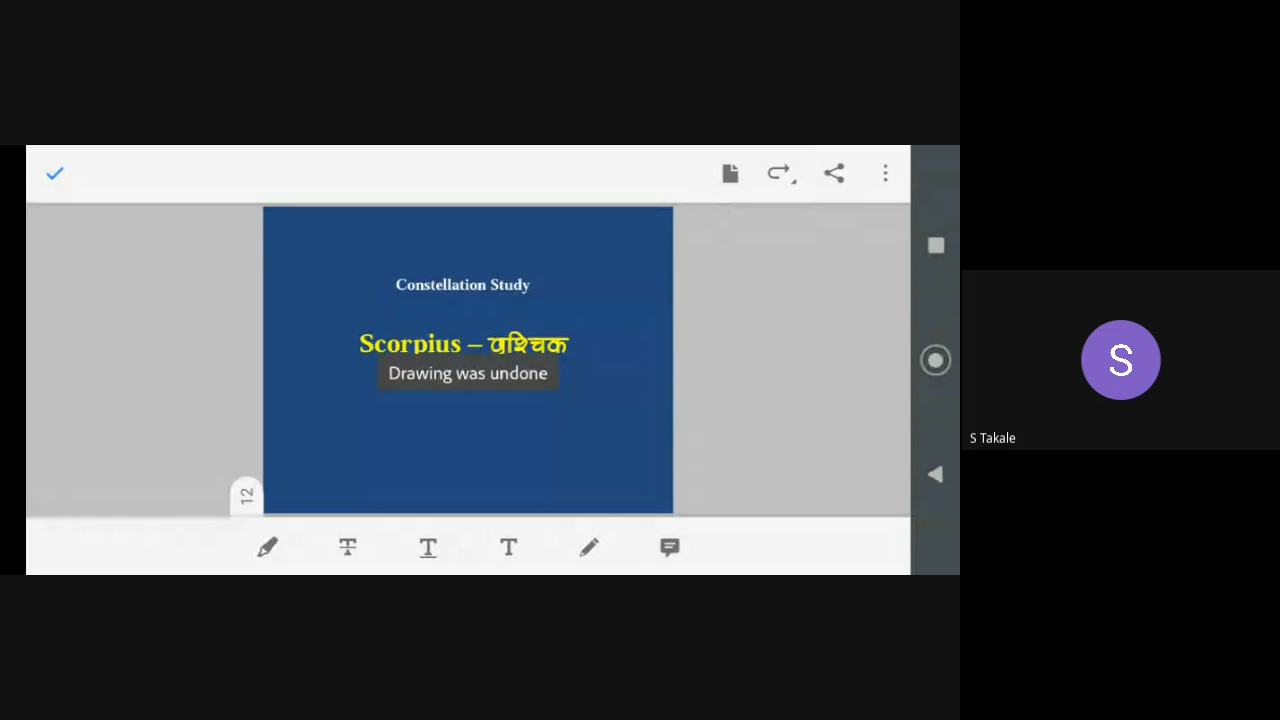 Constellation Study
Scorpius – वृश्चिक
Drawing was undone
12
S
S Takale